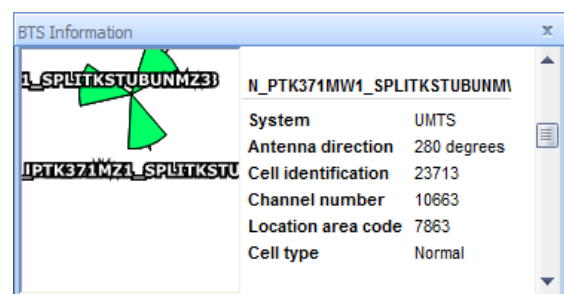 BTS Information
x
1_SPLITKSTUBUNMZ3)
IPTK371MZ1_SPLITKSTU
N_PTK371MW1_SPLITKSTUBUNM\
System UMTS
Antenna direction 280 degrees
Cell identification 23713
Channel number 10663
Location area code 7863
Cell type Normal